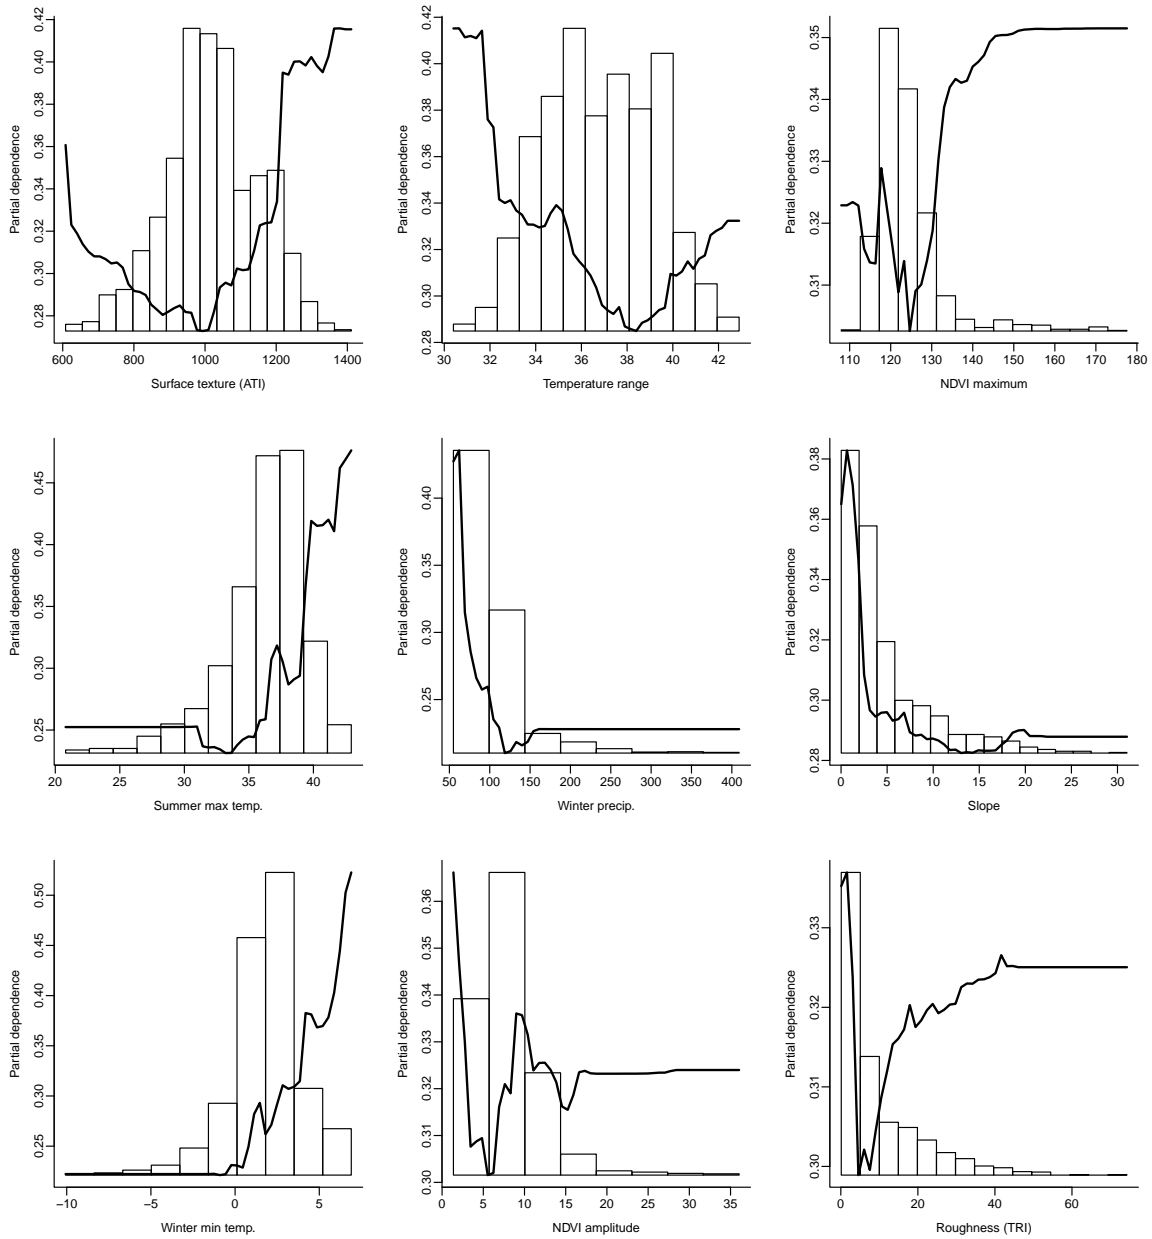 0.28 0.30 0.32 0.34 0.36 0.40 0.42
Partial dependence
600 800 1000 1200 1400
Surface texture (ATI)
0.28 0.30 0.32 0.34 0.36 0.38 0.40 0.42
Partial dependence
30 32 34 36 38 40 42
Temperature range
0.31 0.32 0.33 0.35
Partial dependence
110 120 130 140 150 160 170 180
NDVI maximum
0.25 0.30 0.35 0.40 0.45
Partial dependence
20 25 30 35 40
Summer max temp.
0.25 0.30 0.35 0.40
Partial dependence
50 100 150 200 250 300 350 400
Winter precip.
0.28 0.30 0.32 0.34 0.36 0.38
Partial dependence
0 5 10 15 20 25 30
Slope
0.25 0.30 0.35 0.40 0.45 0.50
Partial dependence
−10 −5 0 5
Winter min temp.
0.30 0.31 0.32 0.33 0.34 0.35 0.36
Partial dependence
0 5 10 15 20 25 30 35
NDVI amplitude
0.30 0.31 0.32 0.33
Partial dependence
0 20 40 60
Roughness (TRI)